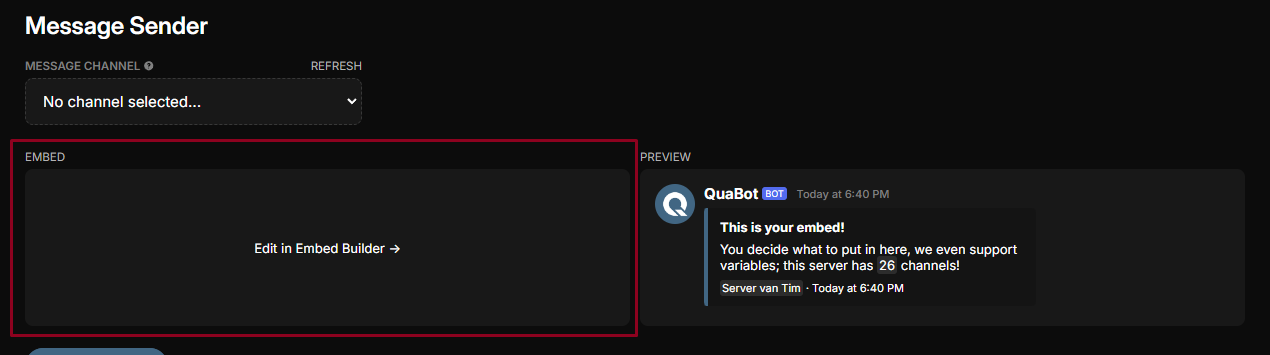 Message Sender
MESSAGE CHANNEL
REFRESH
No channel selected...
EMBED
PREVIEW
Edit in Embed Builder →
QuaBot BOT Today at 6:40 PM
This is your embed!
You decide what to put in here, we even support
variables; this server has 26 channels!
Server van Tim · Today at 6:40 PM